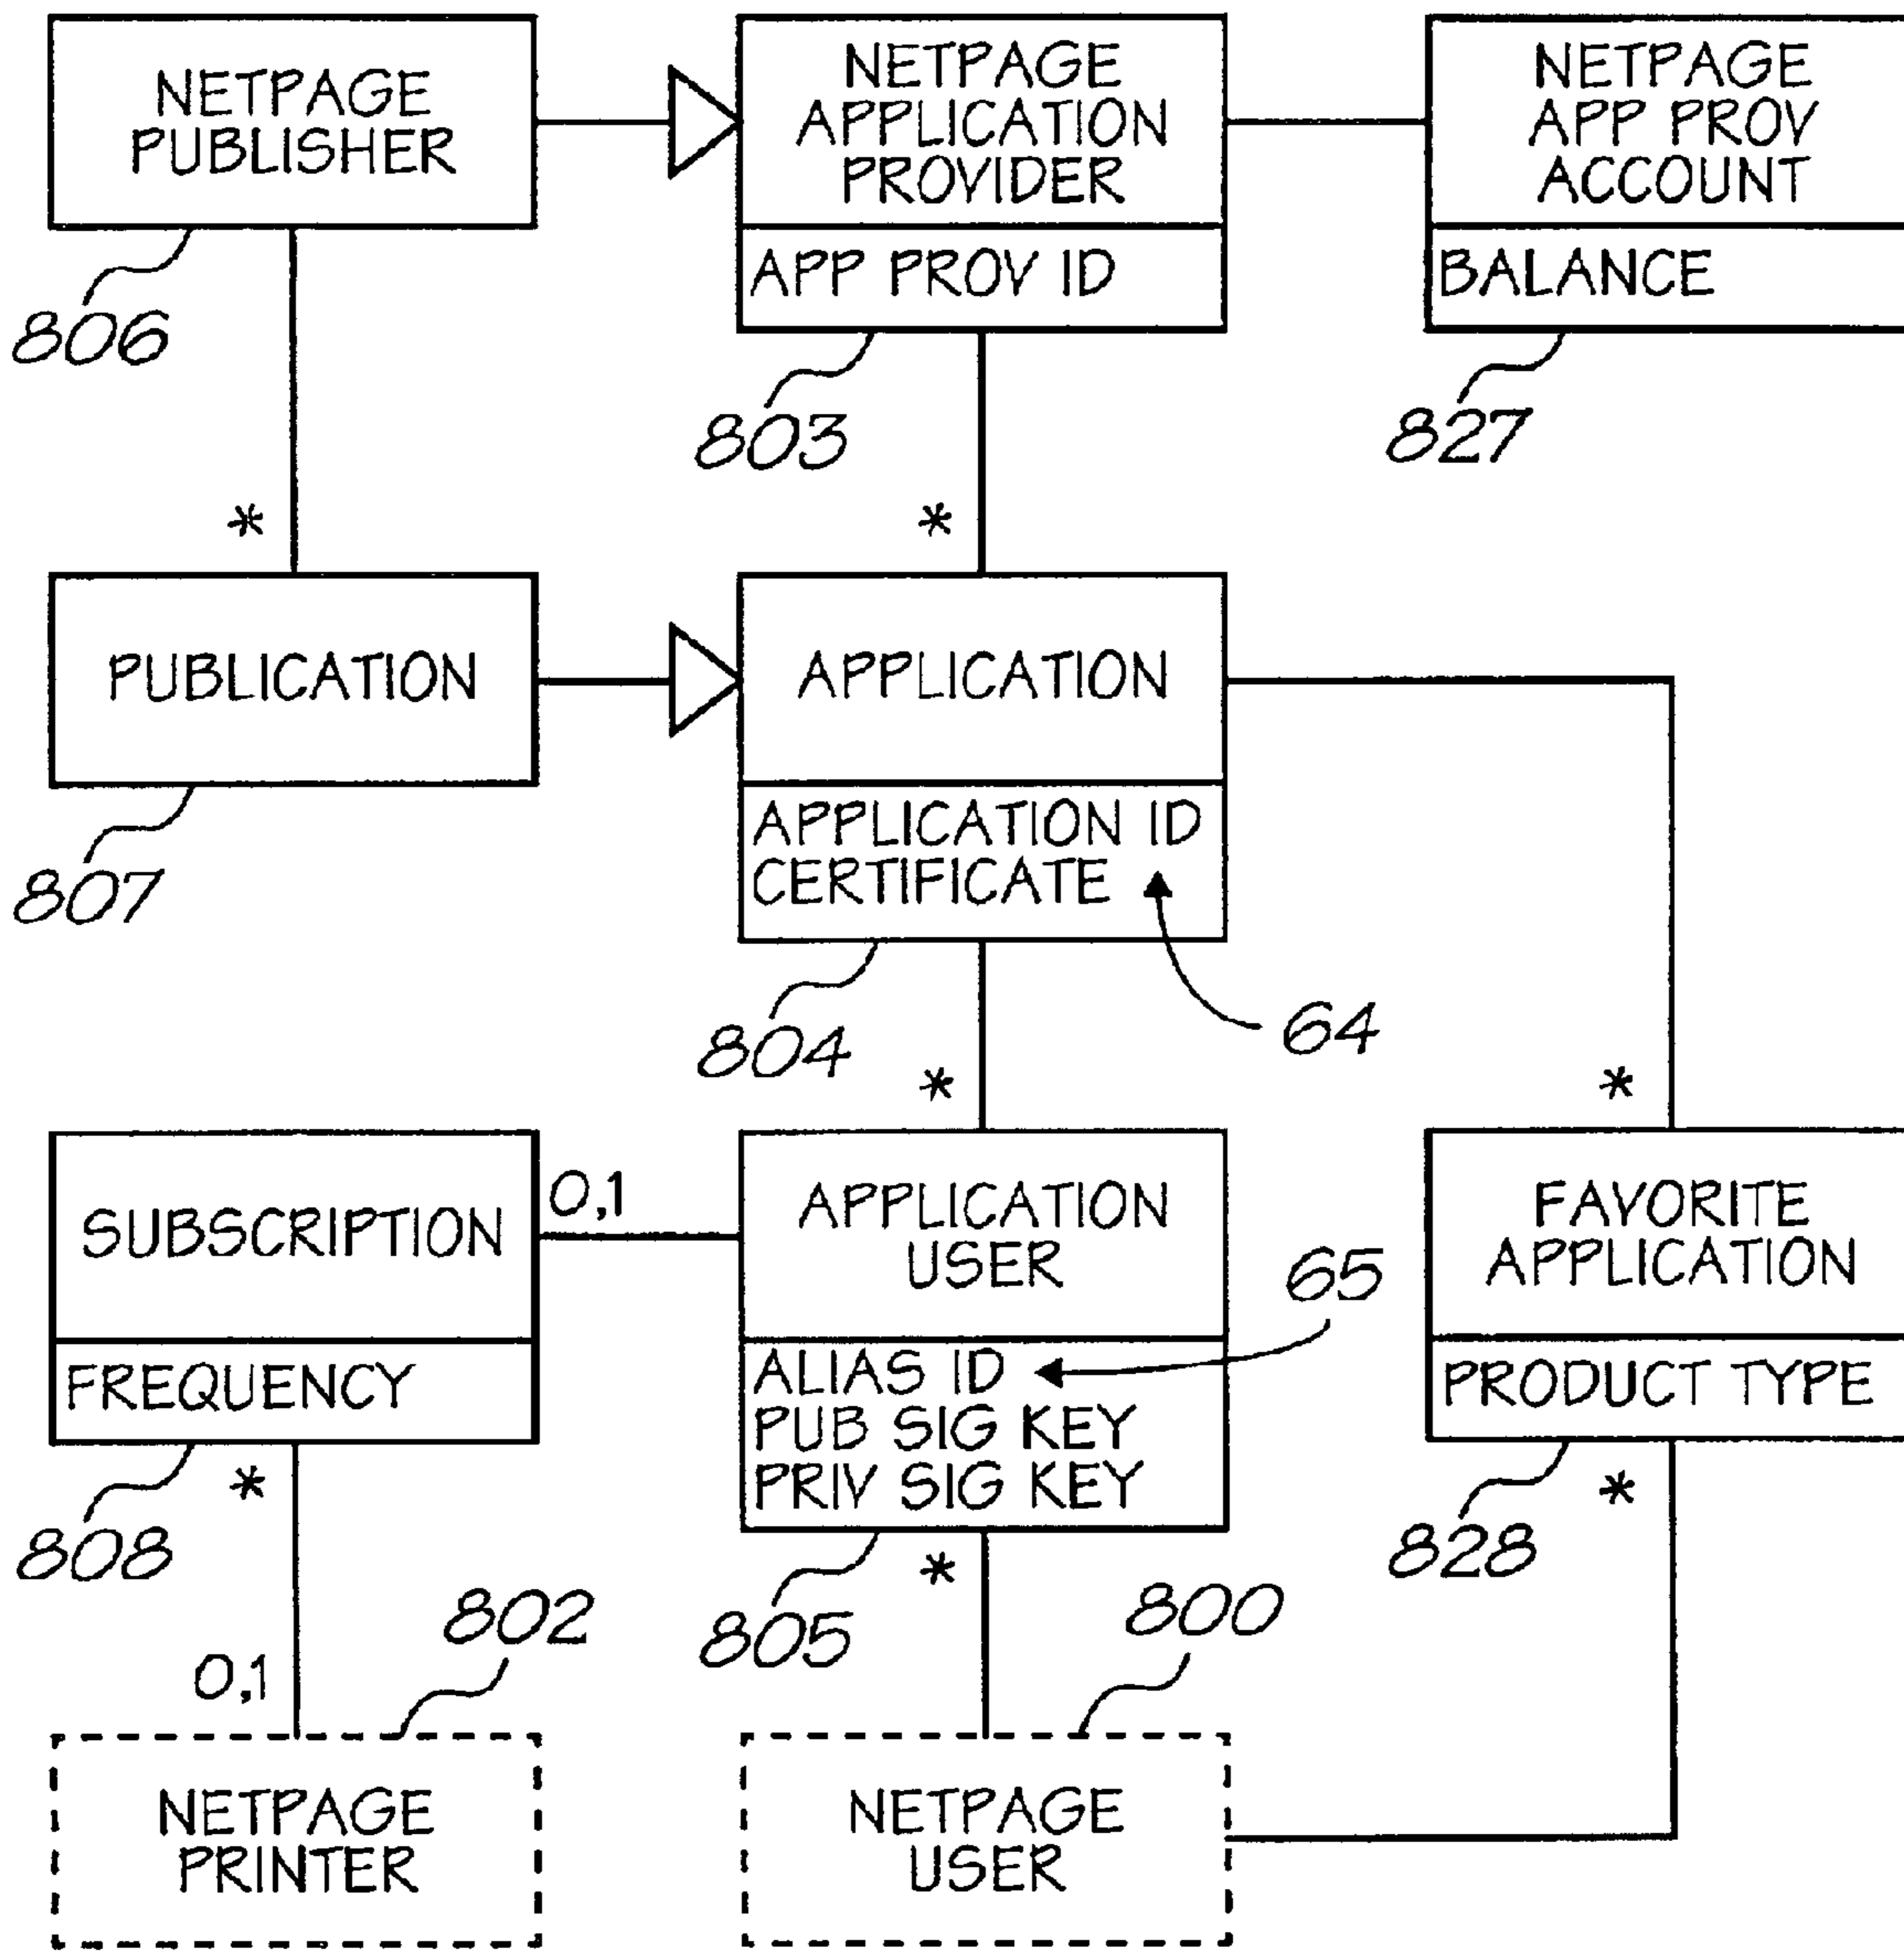 NETPAGE
PUBLISHER
NETPAGE
APPLICATION
PROVIDER
APP PROV ID
NETPAGE
APP PROV
ACCOUNT
BALANCE
806
803
827
*
*
PUBLICATION
APPLICATION
APPLICATION ID
CERTIFICATE
807
804
64
*
*
SUBSCRIPTION
FREQUENCY
0,1
APPLICATION
USER
ALIAS ID
PUB SIG KEY
PRIV SIG KEY
65
FAVORITE
APPLICATION
PRODUCT TYPE
808
*
805
*
828
*
0,1
802
800
NETPAGE
PRINTER
NETPAGE
USER